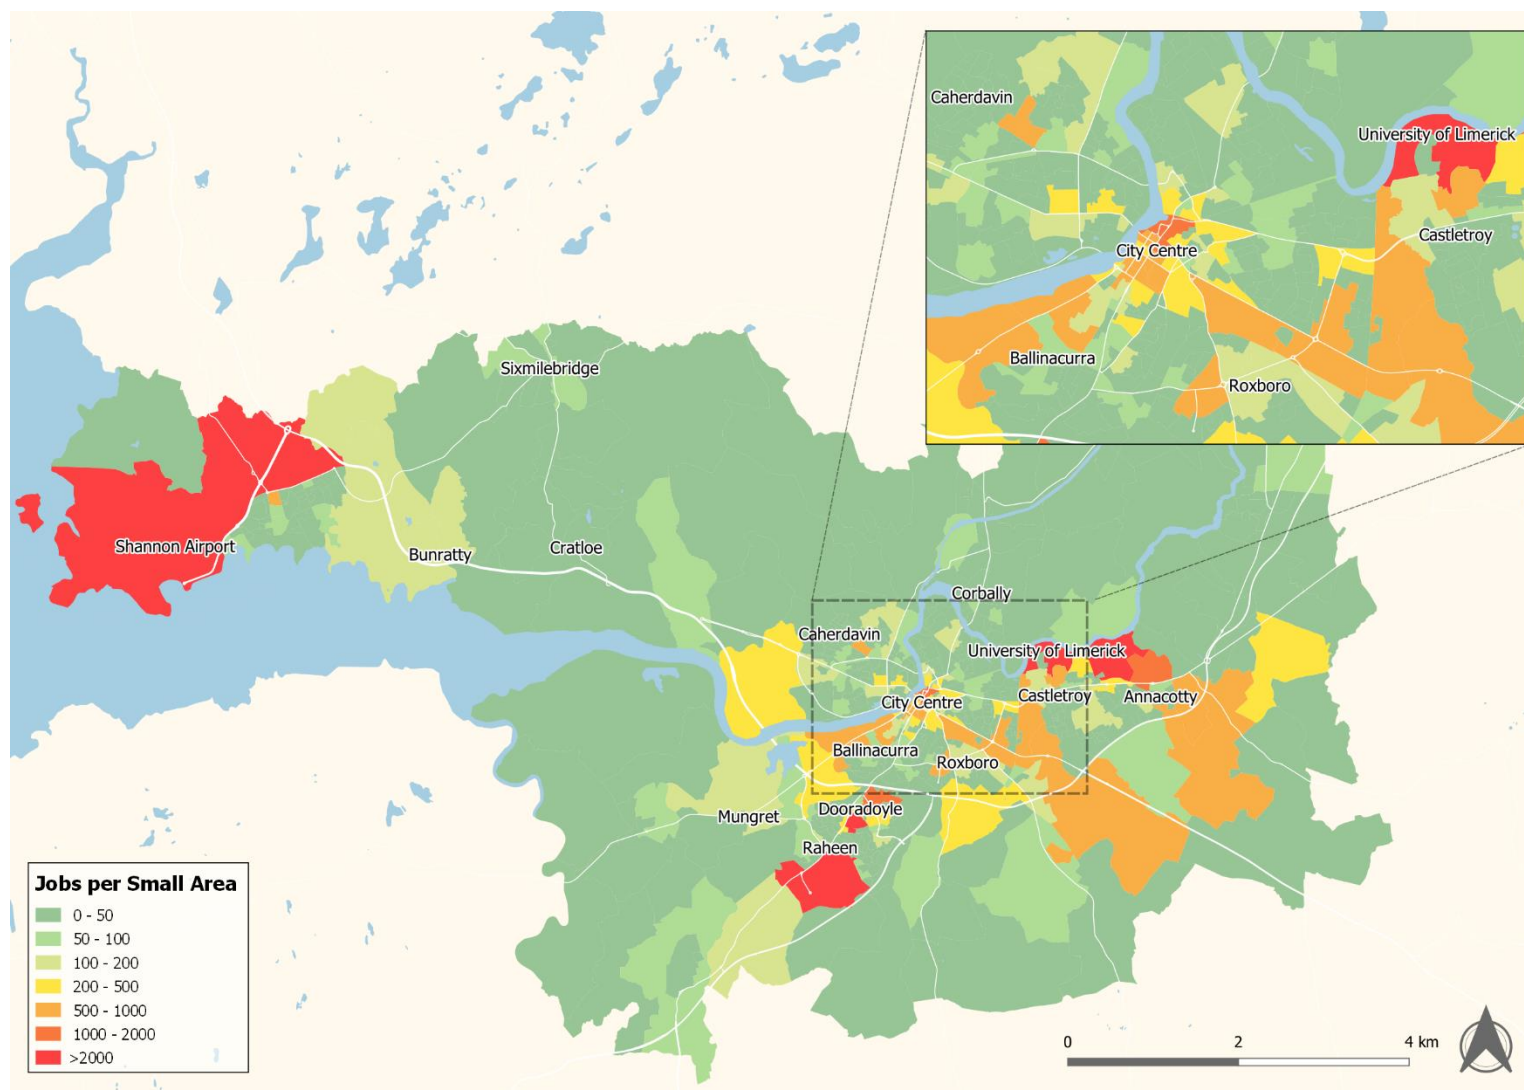 Caherdavin
University of Limerick
Castletroy
City Centre
Ballinacurra
Roxboro
Sixmilebridge
Shannon Airport
Bunratty
Cratloe
Corbally
Caherdavin
University of Limerick
City Centre
Castletroy
Annacotty
Ballinacurra
Roxboro
Mungret
Dooradoyle
Raheen
Jobs per Small Area
0 - 50
50 - 100
100 - 200
200 - 500
500 - 1000
1000 - 2000
>2000
0 2 4 km